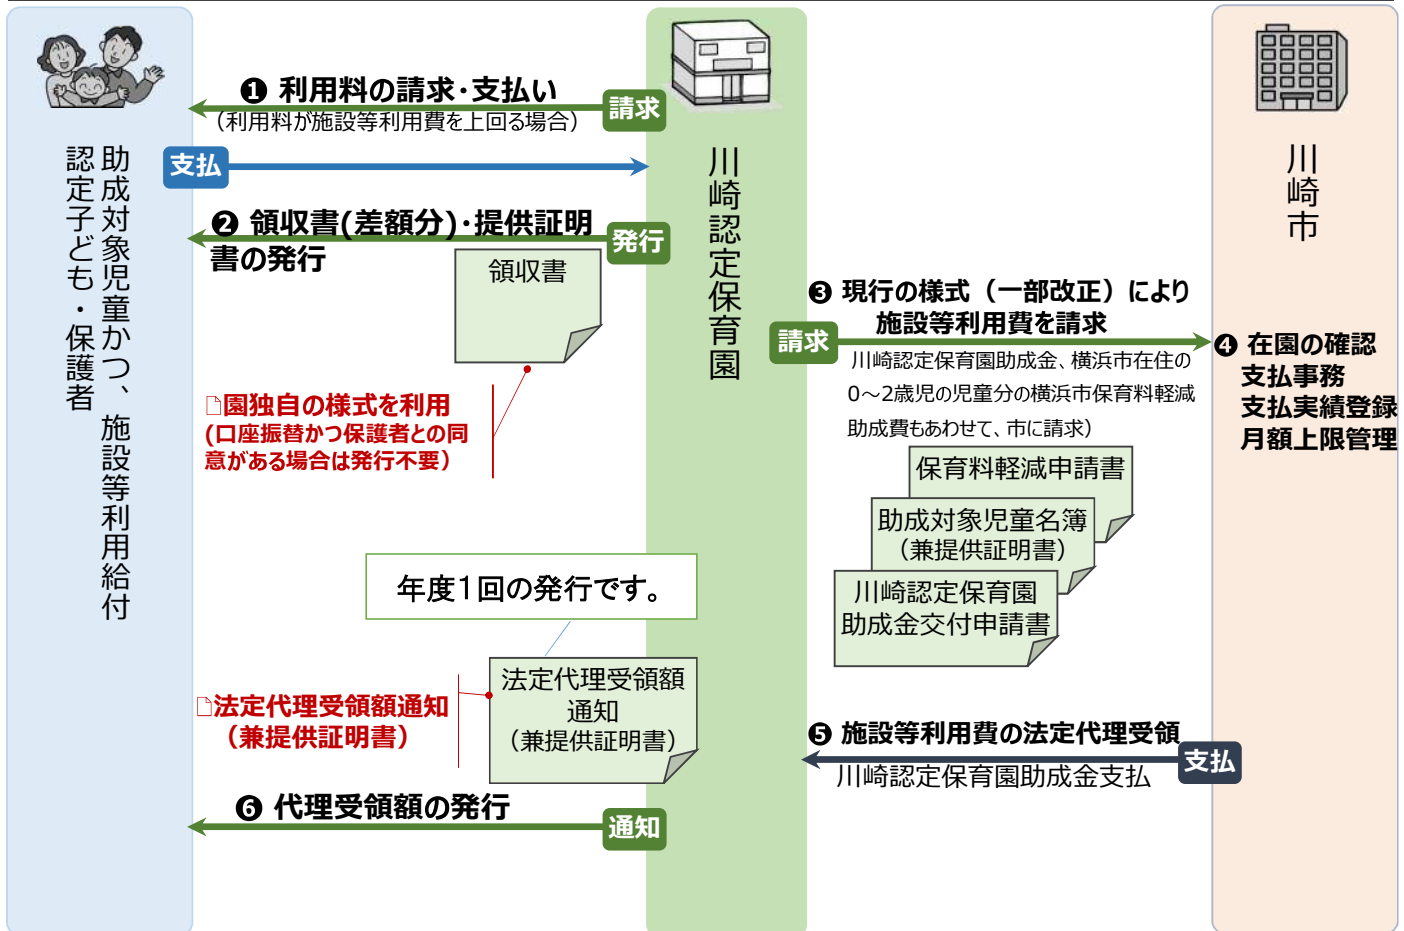 ❶ 利用料の請求・支払い
請求
（利用料が施設等利用費を上回る場合）
支払
助成対象児童かつ、施設等利用給付
認定子ども・保護者
川崎認定保育園
川崎市
❷ 領収書(差額分)・提供証明
書の発行
発行
領収書
園独自の様式を利用
(口座振替かつ保護者との同
意がある場合は発行不要）
❸ 現行の様式（一部改正）により
施設等利用費を請求
請求
川崎認定保育園助成金、横浜市在住の
0～2歳児の児童分の横浜市保育料軽減
助成費もあわせて、市に請求）
❹ 在園の確認
支払事務
支払実績登録
月額上限管理
保育料軽減申請書
助成対象児童名簿
（兼提供証明書）
川崎認定保育園
助成金交付申請書
年度１回の発行です。
法定代理受領額
通知
（兼提供証明書）
法定代理受領額通知
（兼提供証明書）
❺ 施設等利用費の法定代理受領
支払
川崎認定保育園助成金支払
❻ 代理受領額の発行
通知